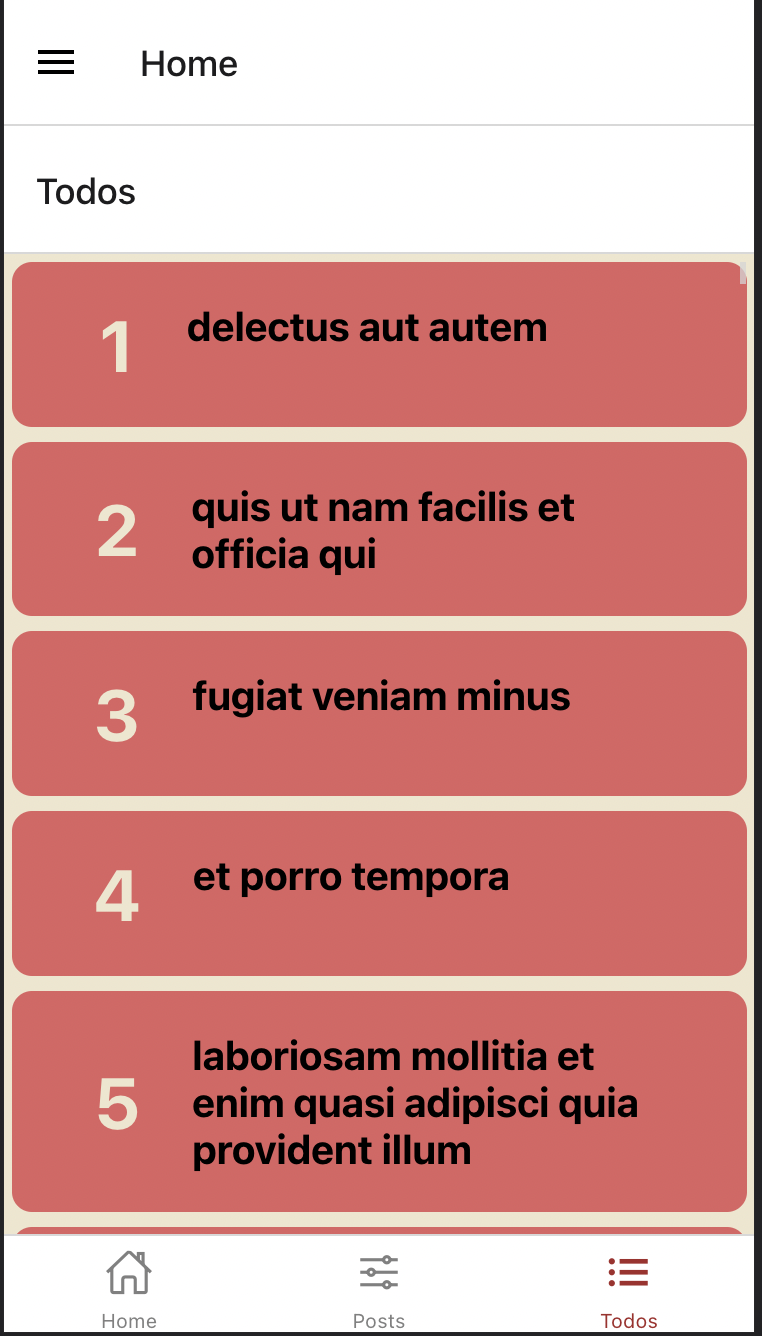 Home
Todos
1
delectus aut autem
2
quis ut nam facilis et
officia qui
3
fugiat veniam minus
4
et porro tempora
5
laboriosam mollitia et
enim quasi adipisci quia
provident illum
Home
Posts
Todos